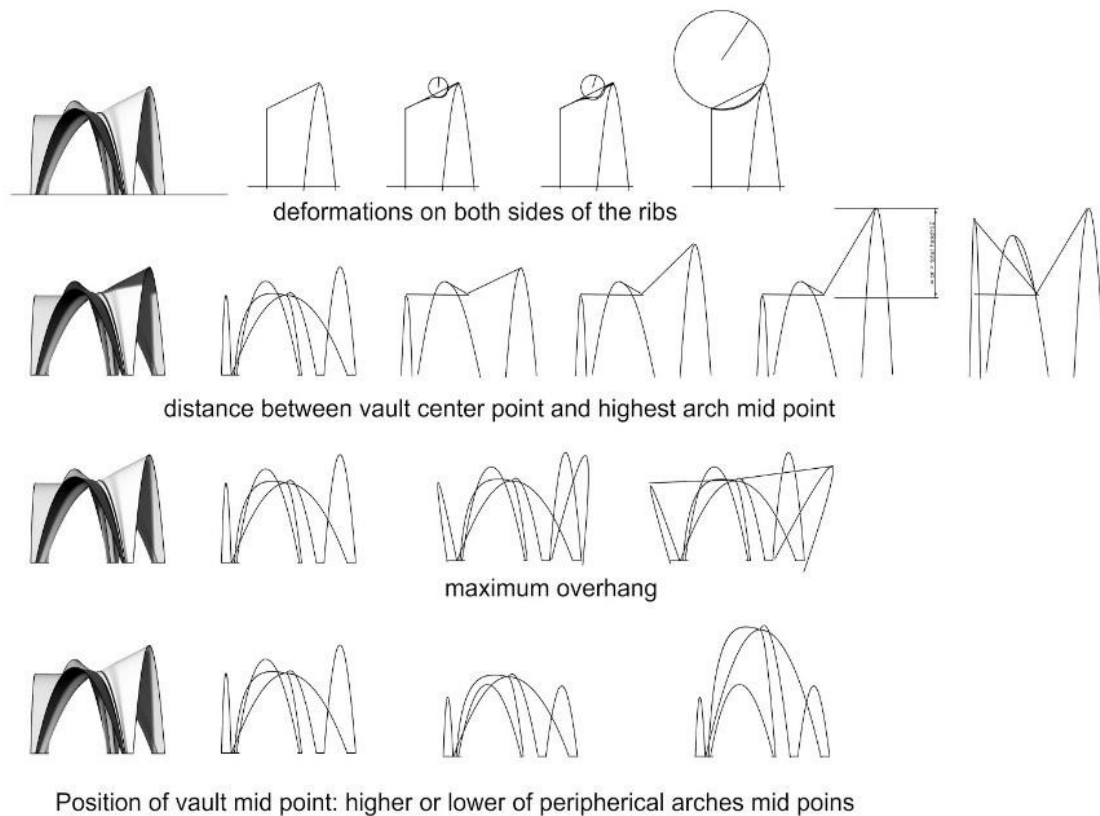 deformations on both sides of the ribs
distance between vault center point and highest arch mid point
maximum overhang
Position of vault mid point: higher or lower of peripherical arches mid poins